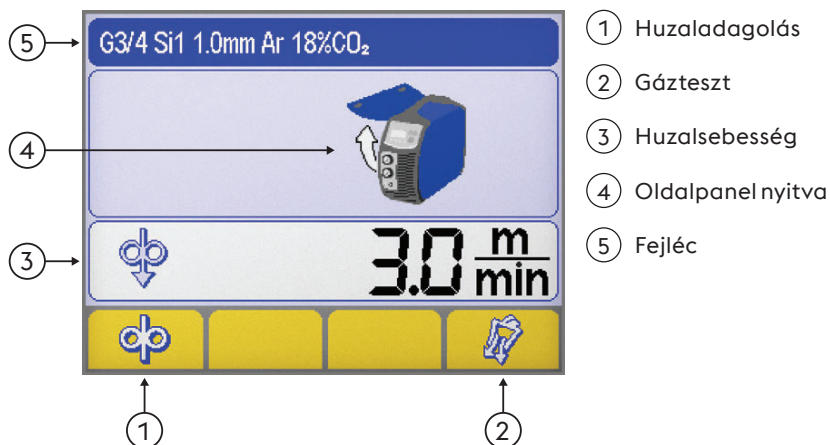 G3/4 Si1 1.0mm Ar 18%CO₂
3.0 m/min
5
4
3
1
2
1 Huzaladagolás
2 Gázteszt
3 Huzalsebesség
4 Oldalpanel nyitva
5 Fejléc